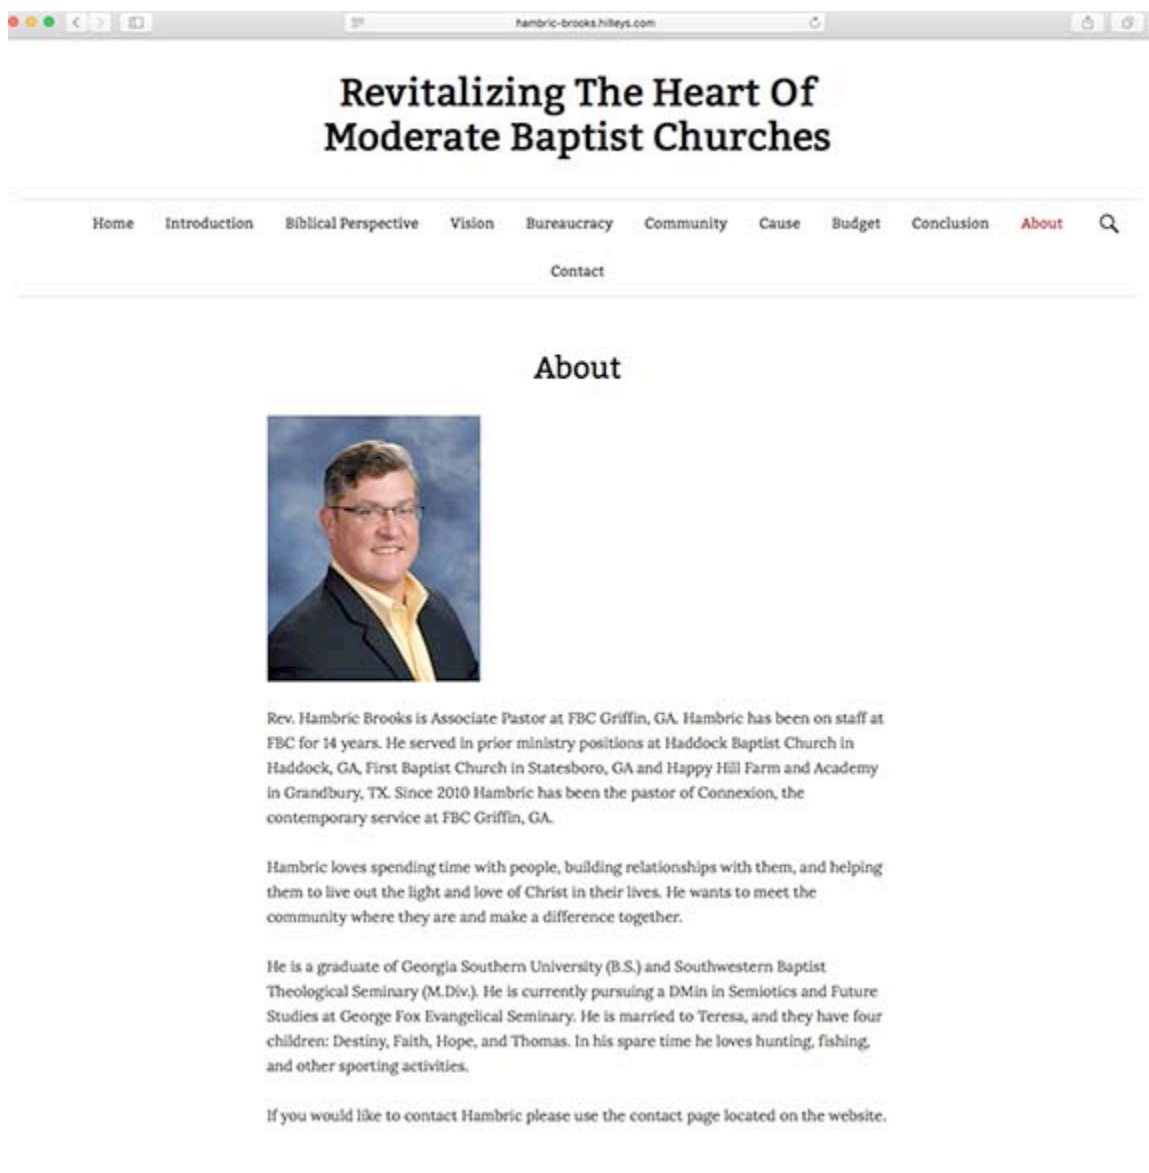 hambric-brooks.hilleys.com
Revitalizing The Heart Of
Moderate Baptist Churches
Home Introduction Biblical Perspective Vision Bureaucracy Community Cause Budget Conclusion About
Contact
About
Rev. Hambric Brooks is Associate Pastor at FBC Griffin, GA. Hambric has been on staff at
FBC for 14 years. He served in prior ministry positions at Haddock Baptist Church in
Haddock, GA, First Baptist Church in Statesboro, GA and Happy Hill Farm and Academy
in Grandbury, TX. Since 2010 Hambric has been the pastor of Connexion, the
contemporary service at FBC Griffin, GA.
Hambric loves spending time with people, building relationships with them, and helping
them to live out the light and love of Christ in their lives. He wants to meet the
community where they are and make a difference together.
He is a graduate of Georgia Southern University (B.S.) and Southwestern Baptist
Theological Seminary (M.Div.). He is currently pursuing a DMin in Semiotics and Future
Studies at George Fox Evangelical Seminary. He is married to Teresa, and they have four
children: Destiny, Faith, Hope, and Thomas. In his spare time he loves hunting, fishing,
and other sporting activities.
If you would like to contact Hambric please use the contact page located on the website.